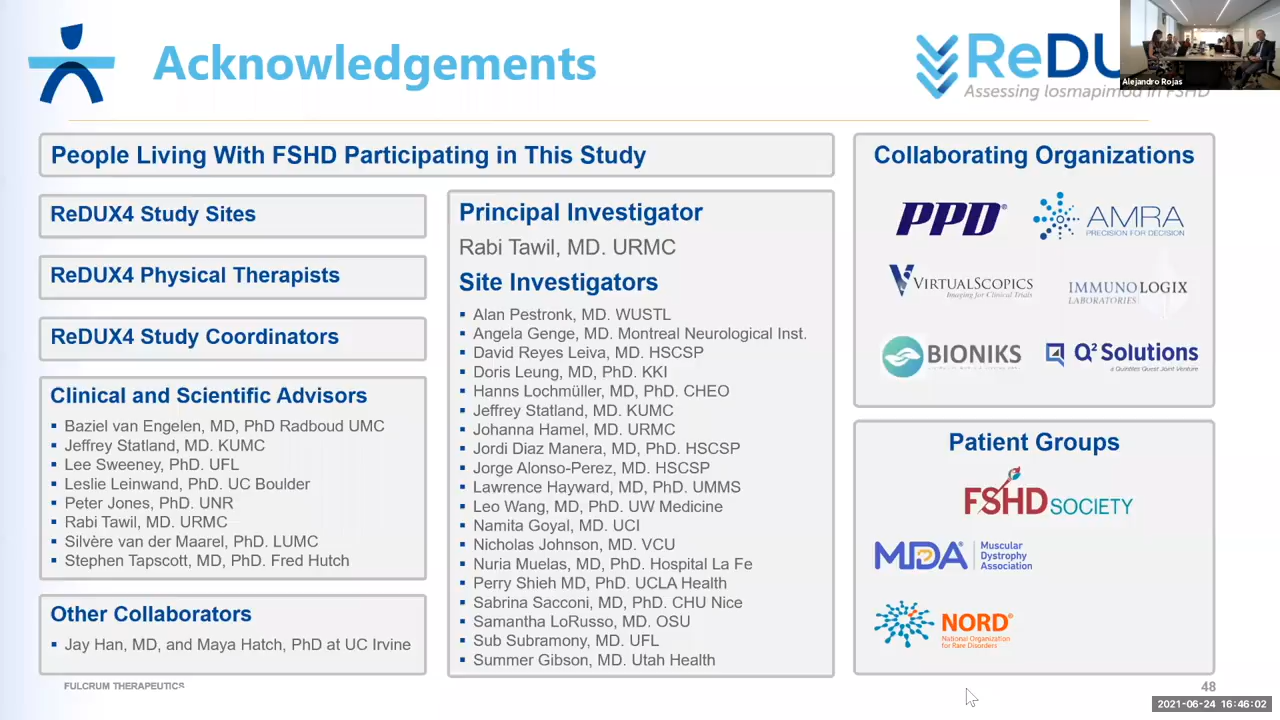 Acknowledgements
ReDU
Assessing losmapimod in FSHD
Alejandro Rojas
People Living With FSHD Participating in This Study
ReDUX4 Study Sites
ReDUX4 Physical Therapists
ReDUX4 Study Coordinators
Clinical and Scientific Advisors
▪ Baziel van Engelen, MD, PhD Radboud UMC
▪ Jeffrey Statland, MD. KUMC
▪ Lee Sweeney, PhD. UFL
▪ Leslie Leinwand, PhD. UC Boulder
▪ Peter Jones, PhD. UNR
▪ Rabi Tawil, MD. URMC
▪ Silvère van der Maarel, PhD. LUMC
▪ Stephen Tapscott, MD, PhD. Fred Hutch
Other Collaborators
▪ Jay Han, MD, and Maya Hatch, PhD at UC Irvine
Principal Investigator
Rabi Tawil, MD. URMC
Site Investigators
▪ Alan Pestronk, MD. WUSTL
▪ Angela Genge, MD. Montreal Neurological Inst.
▪ David Reyes Leiva, MD. HSCSP
▪ Doris Leung, MD, PhD. KKI
▪ Hanns Lochmüller, MD, PhD. CHEO
▪ Jeffrey Statland, MD. KUMC
▪ Johanna Hamel, MD. URMC
▪ Jordi Diaz Manera, MD, PhD. HSCSP
▪ Jorge Alonso-Perez, MD. HSCSP
▪ Lawrence Hayward, MD, PhD. UMMS
▪ Leo Wang, MD, PhD. UW Medicine
▪ Namita Goyal, MD. UCI
▪ Nicholas Johnson, MD. VCU
▪ Nuria Muelas, MD, PhD. Hospital La Fe
▪ Perry Shieh MD, PhD. UCLA Health
▪ Sabrina Sacconi, MD, PhD. CHU Nice
▪ Samantha LoRusso, MD. OSU
▪ Sub Subramony, MD. UFL
▪ Summer Gibson, MD. Utah Health
Collaborating Organizations
PPD®
AMRA
PRECISION FOR DECISION
VIRTUALSCOPICS
Imaging for Clinical Trials
IMMUNOLOGIX
LABORATORIES
BIONIKS
Q² Solutions
a Quintiles Quest Joint Venture
Patient Groups
FSHD SOCIETY
MDA®
Muscular
Dystrophy
Association
NORD®
National Organization
for Rare Disorders
FULCRUM THERAPEUTICS
48
2021-06-24 16:46:02